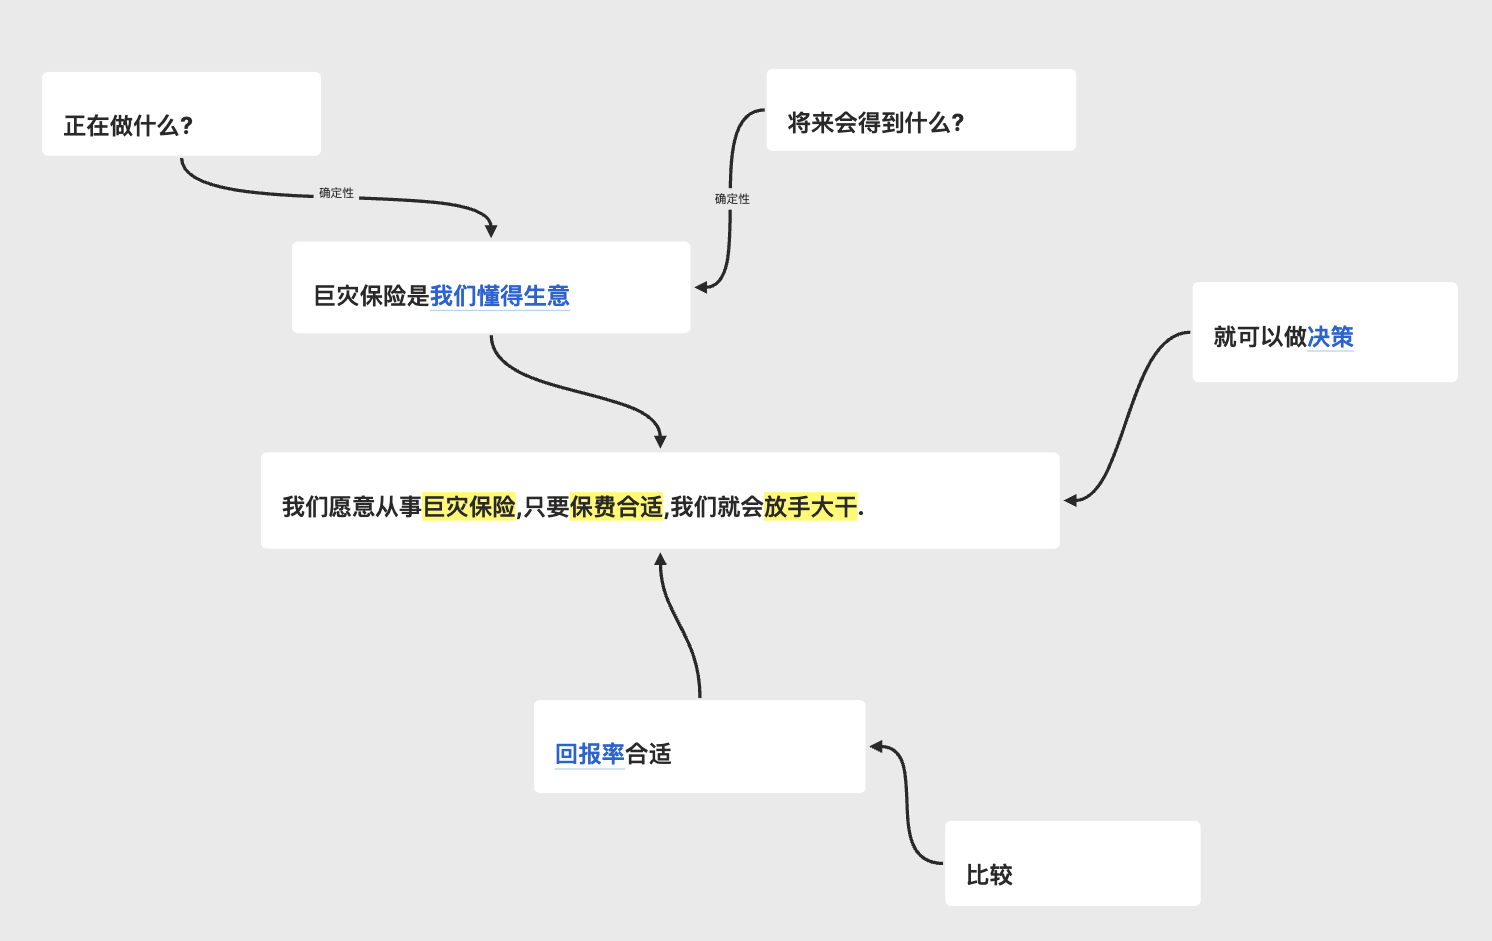 正在做什么?
将来会得到什么?
确定性
确定性
巨灾保险是我们懂得生意
就可以做决策
我们愿意从事巨灾保险,只要保费合适,我们就会放手大干.
回报率合适
比较